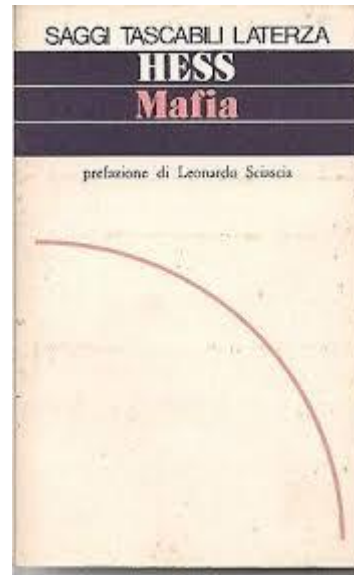 SAGGI TASCABILI LATERZA
HESS
Mafia
prefazione di Leonardo Sciascia